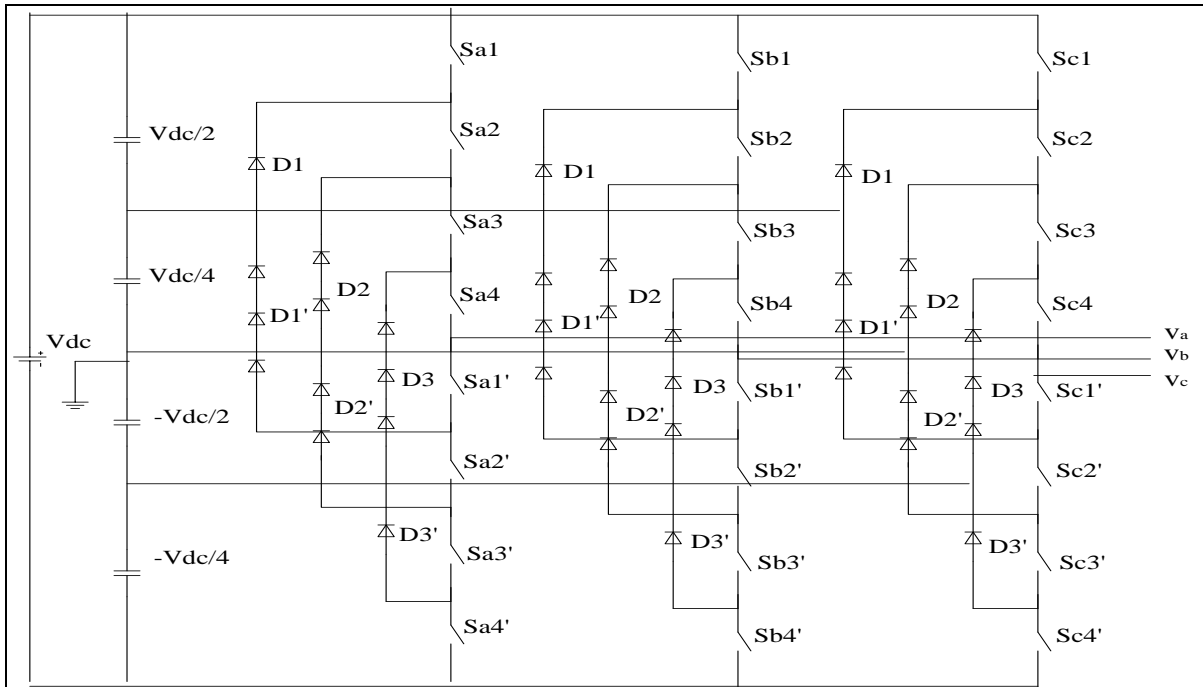 Sa1
Sb1
Sc1
Vdc/2
Sa2
Sb2
Sc2
D1
D1
D1
Sa3
Sb3
Sc3
Vdc/4
D2
D2
D2
Sa4
Sb4
Sc4
D1'
D1'
D1'
Vdc
+
-
Va
Vb
Vc
D3
Sa1'
D3
Sb1'
D3
Sc1'
-Vdc/2
D2'
D2'
D2'
Sa2'
Sb2'
Sc2'
D3'
D3'
D3'
-Vdc/4
Sa3'
Sb3'
Sc3'
Sa4'
Sb4'
Sc4'